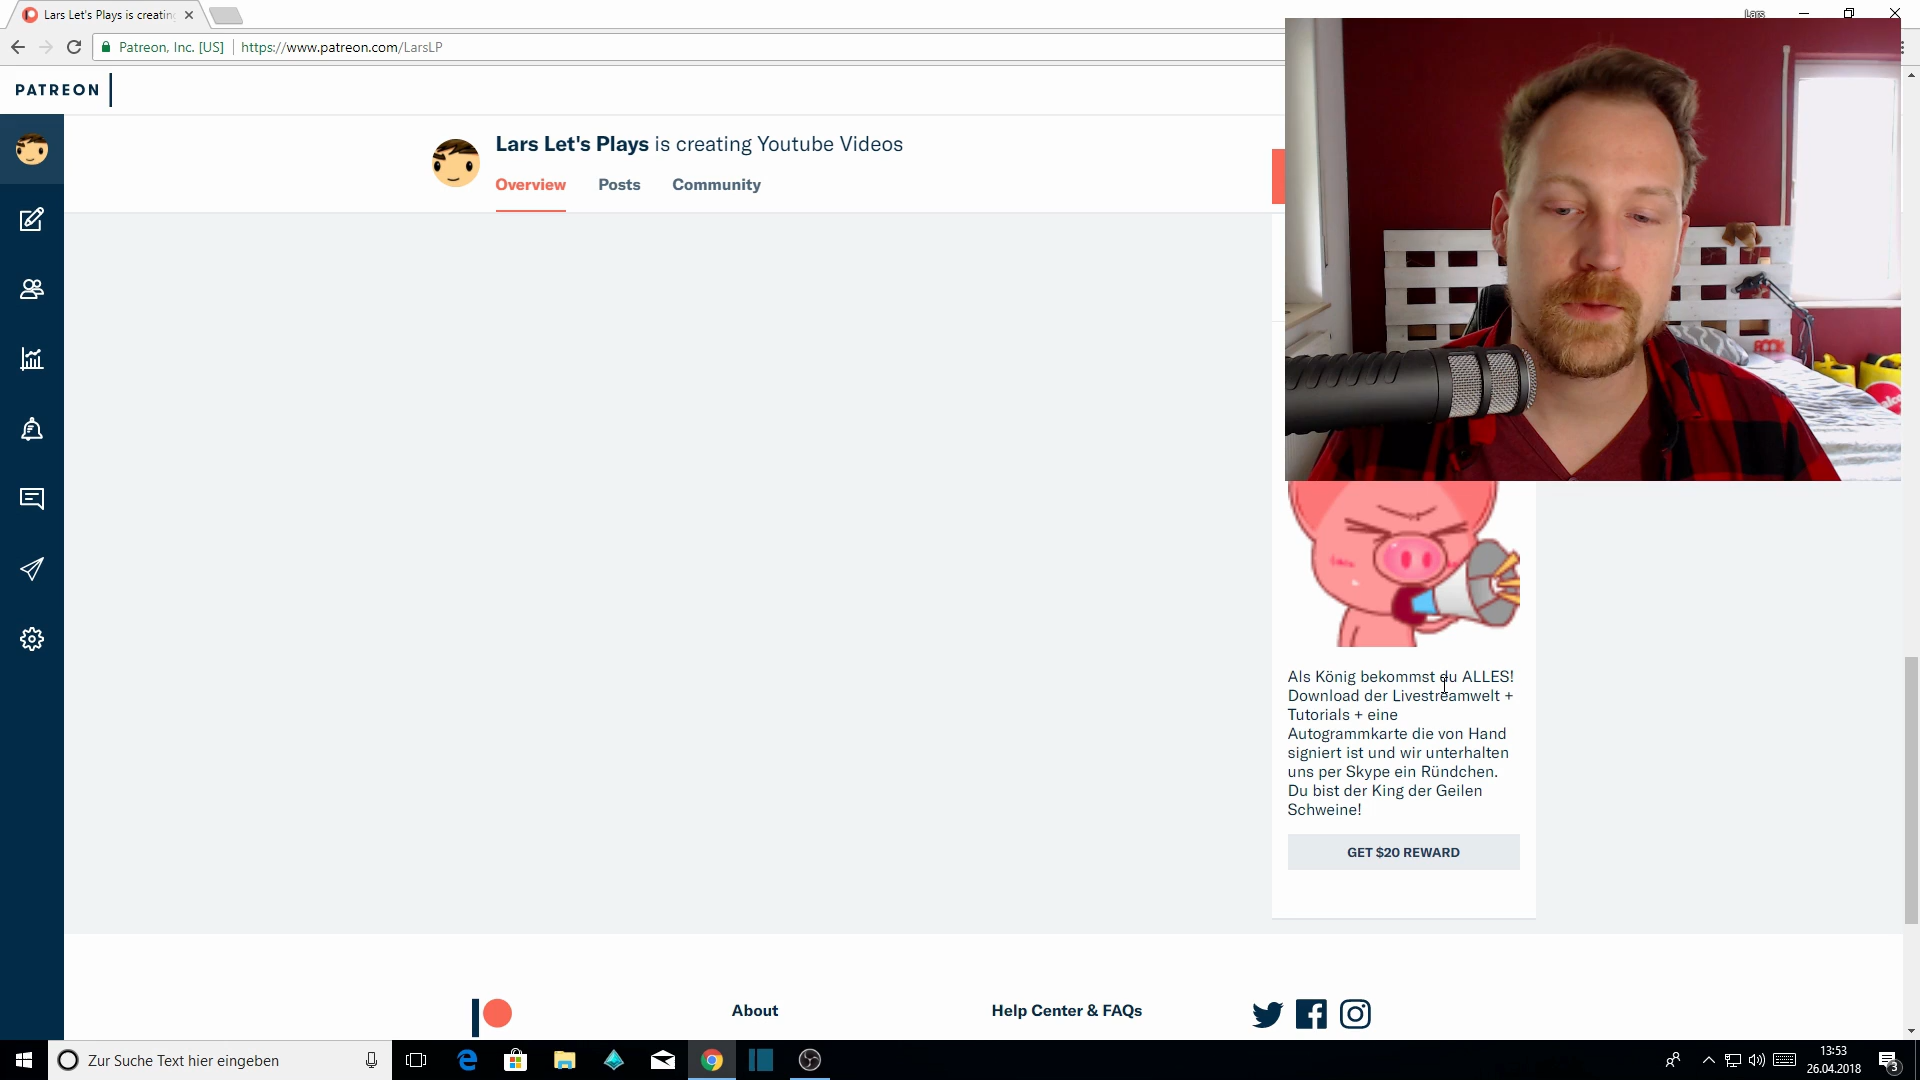 Lars Let's Plays is creatin
Lars
Patreon, Inc. [US]
https://www.patreon.com/LarsLP
PATREON
Lars Let's Plays is creating Youtube Videos
Overview
Posts
Community
Als König bekommst du ALLES!
Download der Livestreamwelt +
Tutorials + eine
Autogrammkarte die von Hand
signiert ist und wir unterhalten
uns per Skype ein Ründchen.
Du bist der King der Geilen
Schweine!
GET $20 REWARD
About
Help Center & FAQs
Zur Suche Text hier eingeben
13:53
26.04.2018
3